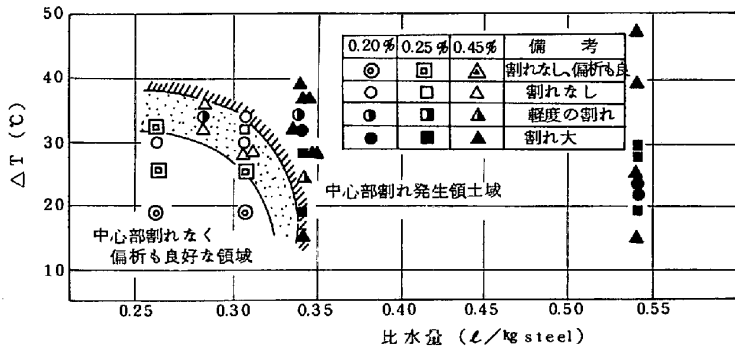 50
40
30
20
10
△T (℃)
0.20% 0.25% 0.45% 備考
割れなし、偏析も良
割れなし
軽度の割れ
割れ大
中心部割れ発生領土域
中心部割れなく
偏析も良好な領域
0.25 0.30 0.35 0.40 0.45 0.50 0.55
比水量 (ℓ/kg steel)